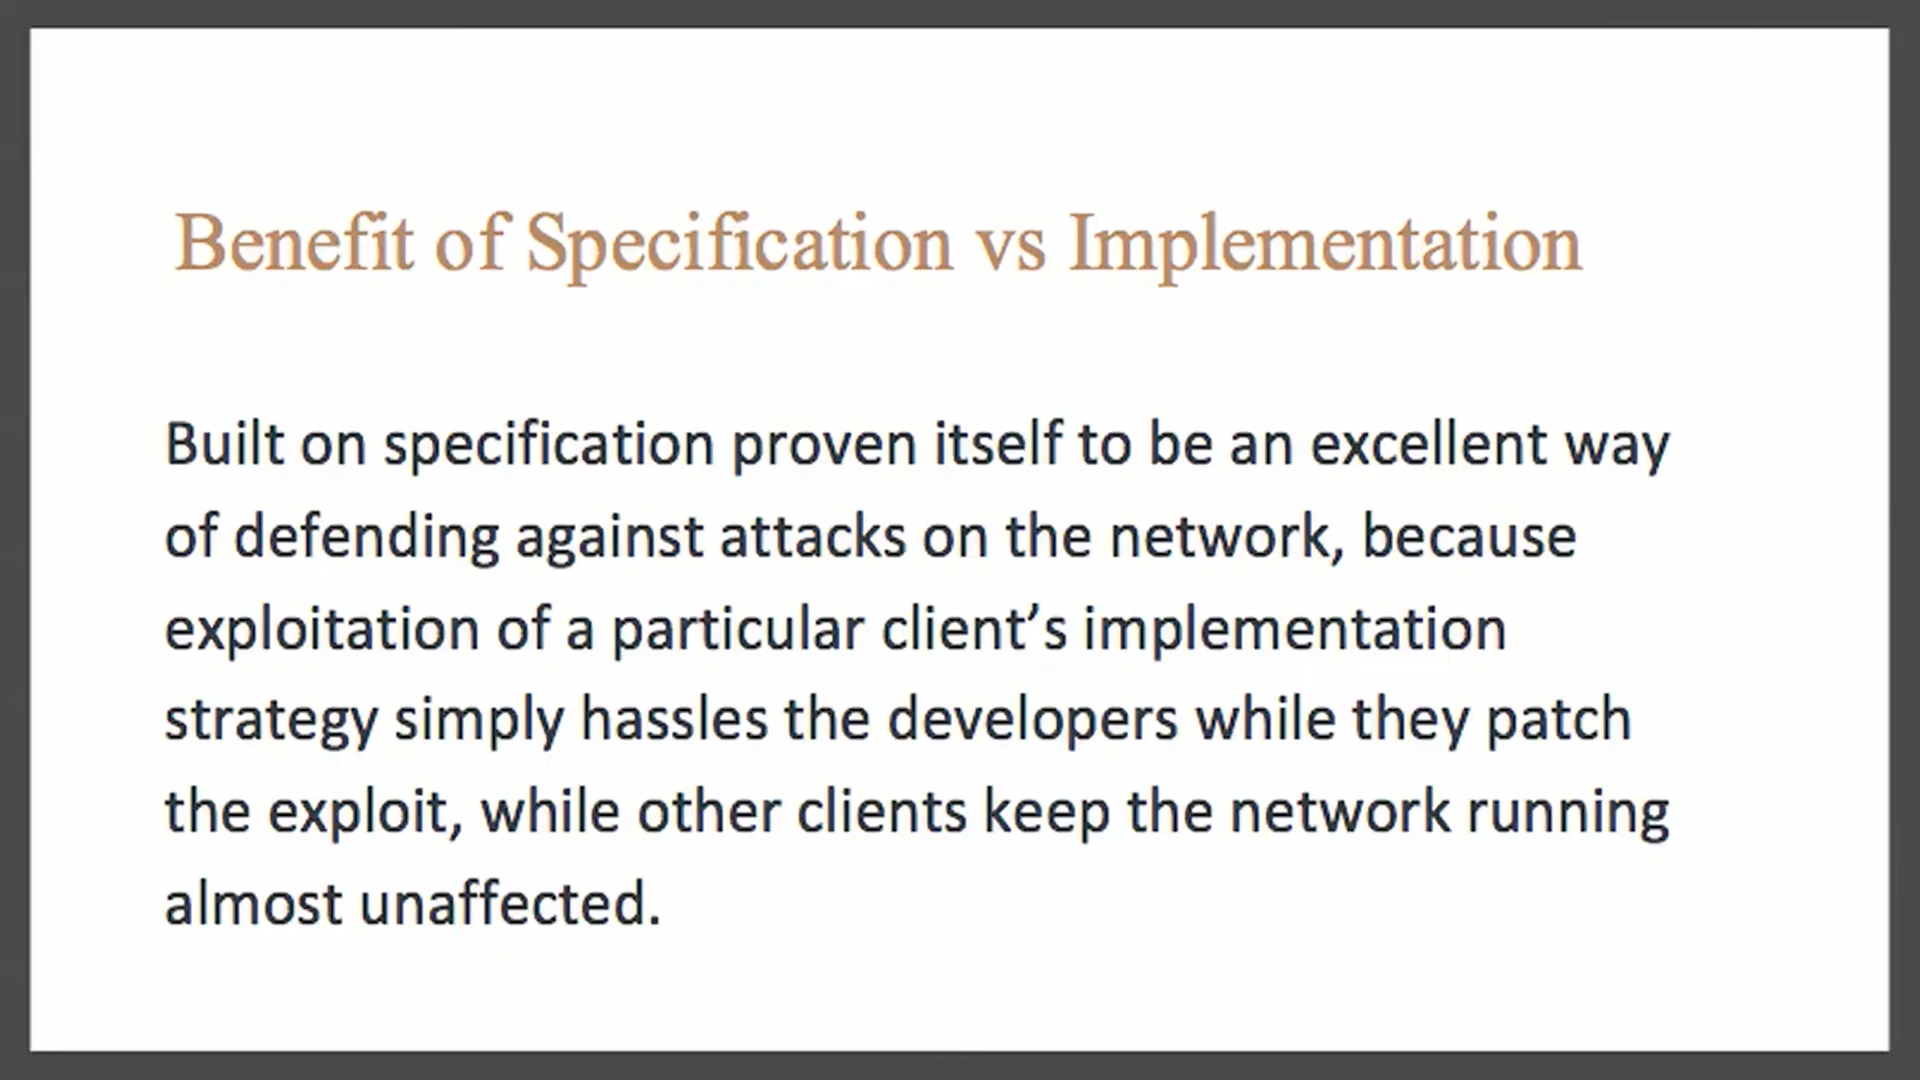 Benefit of Specification vs Implementation
Built on specification proven itself to be an excellent way
of defending against attacks on the network, because
exploitation of a particular client’s implementation
strategy simply hassles the developers while they patch
the exploit, while other clients keep the network running
almost unaffected.